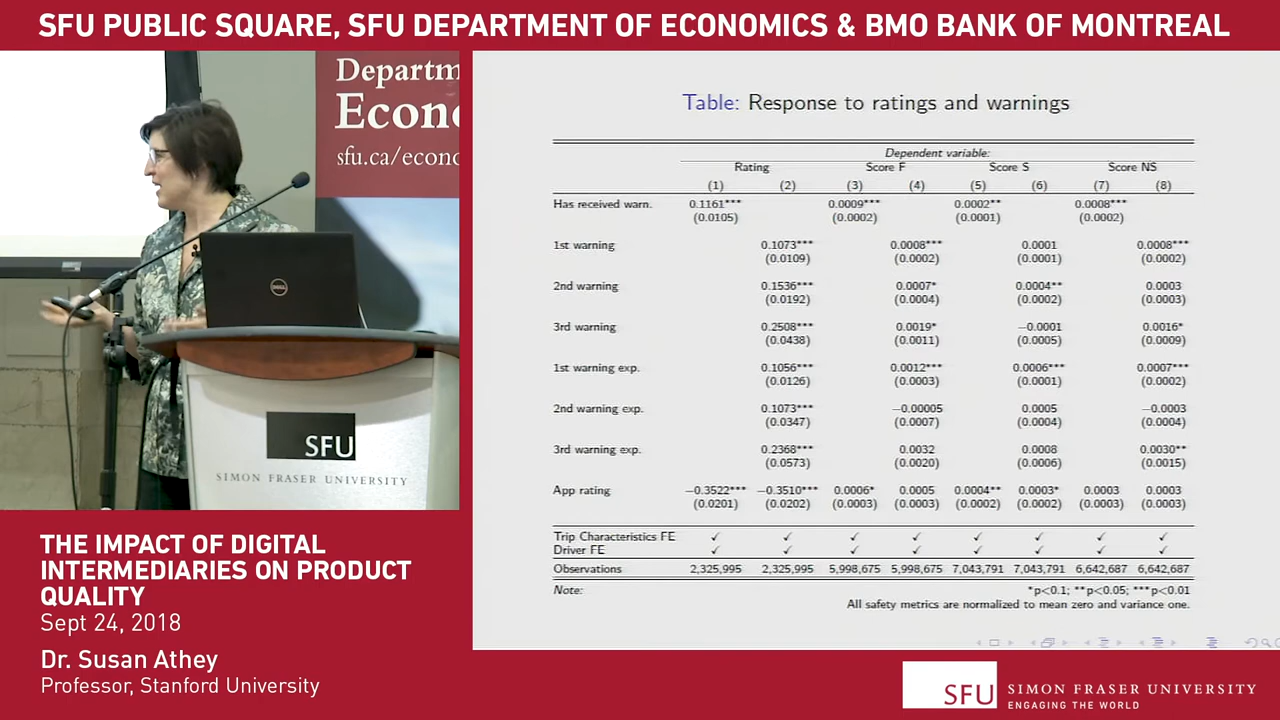 SFU PUBLIC SQUARE, SFU DEPARTMENT OF ECONOMICS & BMO BANK OF MONTREAL
Departm
Econo
sfu.ca/econo
DELL
SFU
SIMON FRASER UNIVERSITY
Table: Response to ratings and warnings
Dependent variable:
Rating Score F Score S Score NS
(1) (2) (3) (4) (5) (6) (7) (8)
Has received warn. 0.1161*** 0.0009*** 0.0002** 0.0008***
(0.0105) (0.0002) (0.0001) (0.0002)
1st warning 0.1073*** 0.0008*** 0.0001 0.0008***
(0.0109) (0.0002) (0.0001) (0.0002)
2nd warning 0.1536*** 0.0007* 0.0004** 0.0003
(0.0192) (0.0004) (0.0002) (0.0003)
3rd warning 0.2508*** 0.0019* −0.0001 0.0016*
(0.0438) (0.0011) (0.0005) (0.0009)
1st warning exp. 0.1056*** 0.0012*** 0.0006*** 0.0007***
(0.0126) (0.0003) (0.0001) (0.0002)
2nd warning exp. 0.1073*** −0.00005 0.0005 −0.0003
(0.0347) (0.0007) (0.0004) (0.0004)
3rd warning exp. 0.2368*** 0.0032 0.0008 0.0030**
(0.0573) (0.0020) (0.0006) (0.0015)
App rating −0.3522*** −0.3510*** 0.0006* 0.0005 0.0004** 0.0003* 0.0003 0.0003
(0.0201) (0.0202) (0.0003) (0.0003) (0.0002) (0.0002) (0.0003) (0.0003)
Trip Characteristics FE ✓ ✓ ✓ ✓ ✓ ✓ ✓ ✓
Driver FE ✓ ✓ ✓ ✓ ✓ ✓ ✓ ✓
Observations 2,325,995 2,325,995 5,998,675 5,998,675 7,043,791 7,043,791 6,642,687 6,642,687
Note: *p<0.1; **p<0.05; ***p<0.01
All safety metrics are normalized to mean zero and variance one.
THE IMPACT OF DIGITAL
INTERMEDIARIES ON PRODUCT
QUALITY
Sept 24, 2018
Dr. Susan Athey
Professor, Stanford University
SFU SIMON FRASER UNIVERSITY
ENGAGING THE WORLD